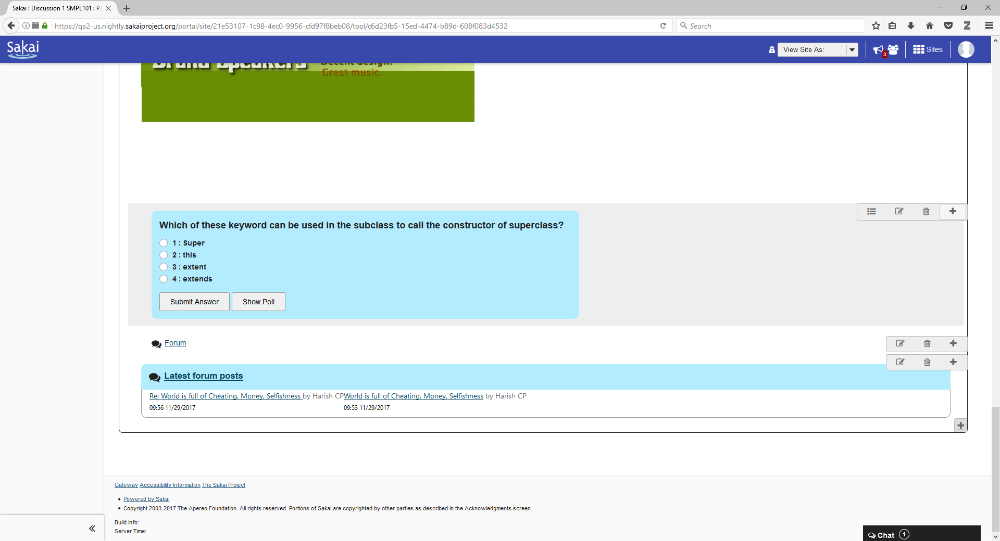 Sakai : Discussion 1 SMPL101 :
https://qa2-us.nightly.sakaiproject.org/portal/site/21e53107-1c98-4ec0-9956-cfd97f8beb08/tool/c6d23fb5-15ed-4474-b89d-608f083d4532
Search
Sakai
View Site As:
3
Sites
Brand Speakers
Decent design.
Great music.
Which of these keyword can be used in the subclass to call the constructor of superclass?
1 : Super
2 : this
3 : extent
4 : extends
Submit Answer Show Poll
Forum
Latest forum posts
Re: World is full of Cheating, Money, Selfishness by Harish CPWorld is full of Cheating, Money, Selfishness by Harish CP
09:56 11/29/2017 09:53 11/29/2017
Gateway Accessibility Information The Sakai Project
• Powered by Sakai
• Copyright 2003-2017 The Apereo Foundation. All rights reserved. Portions of Sakai are copyrighted by other parties as described in the Acknowledgments screen.
Build Info:
Server Time:
Chat 1